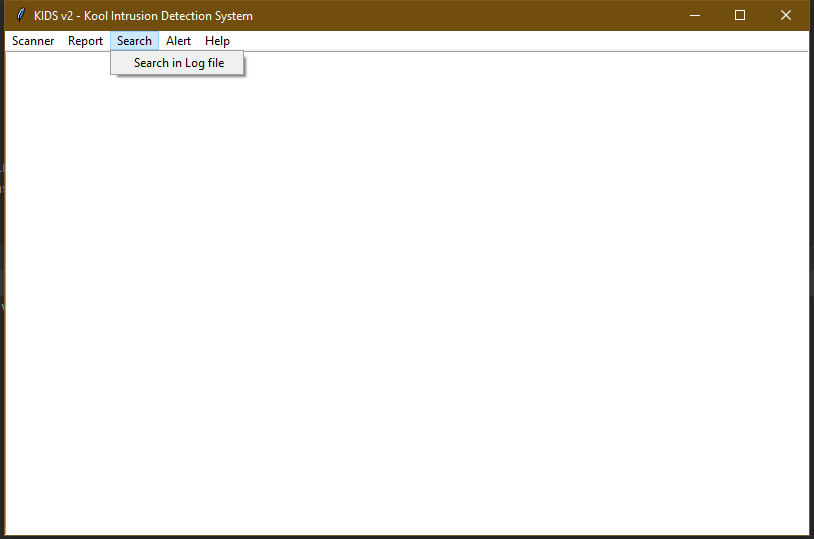 KIDS v2 - Kool Intrusion Detection System
Scanner Report Search Alert Help
Search in Log file